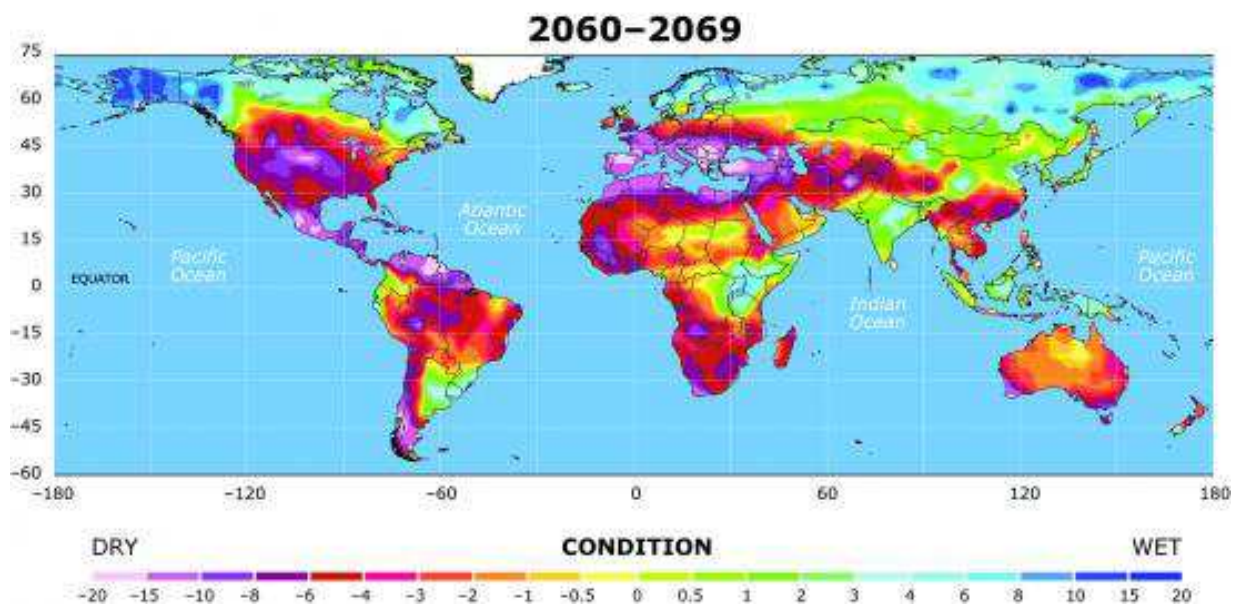 2060–2069
75
60
45
30
15
0
−15
−30
−45
−60
Atlantic
Ocean
Pacific
Ocean
EQUATOR
Indian
Ocean
Pacific
Ocean
−180 −120 −60 0 60 120 180
DRY CONDITION WET
−20 −15 −10 −8 −6 −4 −3 −2 −1 −0.5 0 0.5 1 2 3 4 6 8 10 15 20